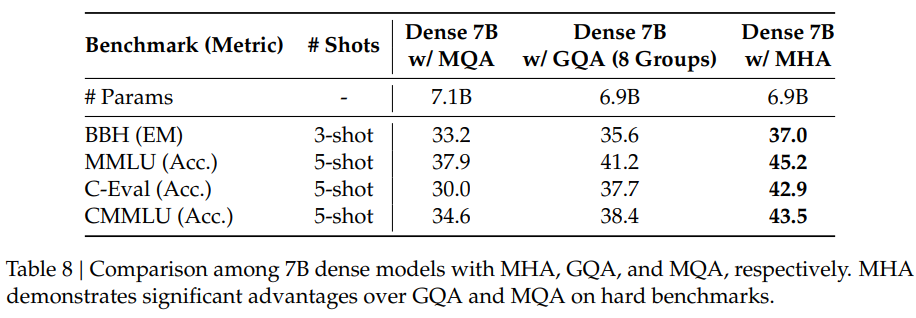 Benchmark (Metric) # Shots Dense 7B Dense 7B Dense 7B
w/ MQA w/ GQA (8 Groups) w/ MHA
# Params - 7.1B 6.9B 6.9B
BBH (EM) 3-shot 33.2 35.6 37.0
MMLU (Acc.) 5-shot 37.9 41.2 45.2
C-Eval (Acc.) 5-shot 30.0 37.7 42.9
CMMLU (Acc.) 5-shot 34.6 38.4 43.5
Table 8 | Comparison among 7B dense models with MHA, GQA, and MQA, respectively. MHA
demonstrates significant advantages over GQA and MQA on hard benchmarks.